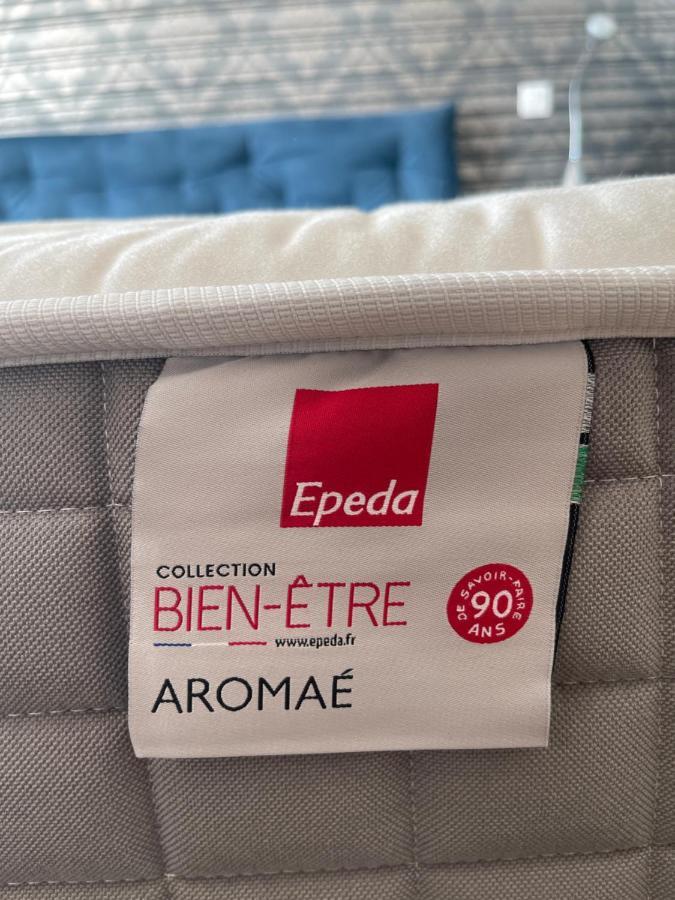 Epeda
COLLECTION
BIEN-ÊTRE
www.epeda.fr
AROMAÉ
90
ANS
DE SAVOIR-FAIRE